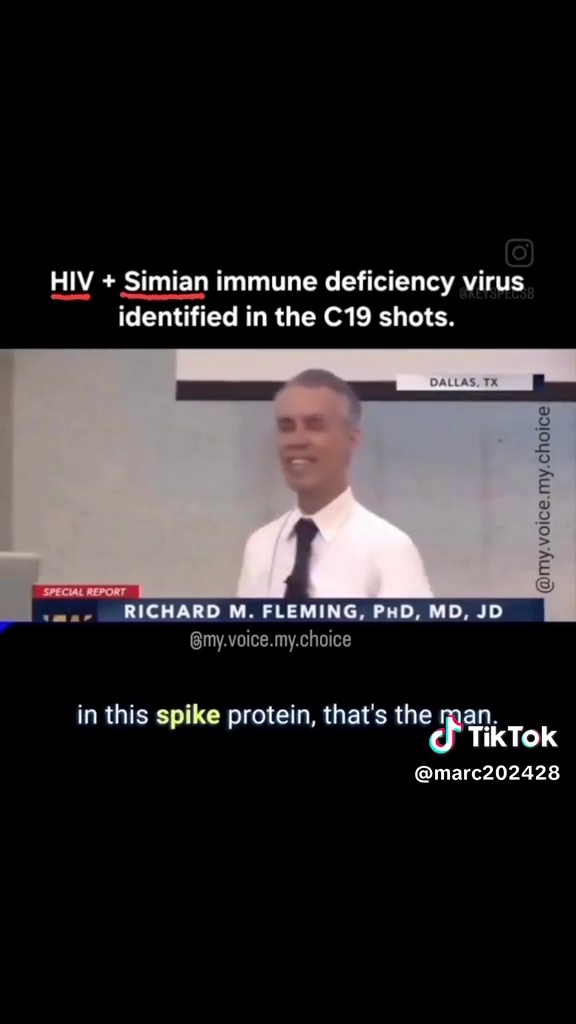 HIV + Simian immune deficiency virus
@KEYSPECS8
identified in the C19 shots.
DALLAS, TX
@my.voice.my.choice
SPECIAL REPORT
RICHARD M. FLEMING, PHD, MD, JD
@my.voice.my.choice
in this spike protein, that's the man.
TikTok
@marc202428